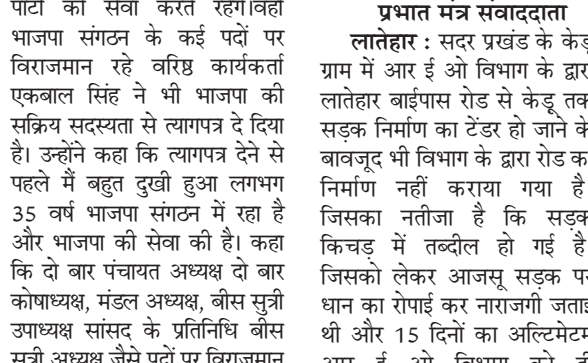 पार्टी की सेवा करते रहेंगे।वहीं
भाजपा संगठन के कई पदों पर
विराजमान रहे वरिष्ठ कार्यकर्ता
एकबाल सिंह ने भी भाजपा की
सक्रिय सदस्यता से त्यागपत्र दे दिया
है। उन्होंने कहा कि त्यागपत्र देने से
पहले मैं बहुत दुखी हुआ लगभग
35 वर्ष भाजपा संगठन में रहा है
और भाजपा की सेवा की है। कहा
कि दो बार पंचायत अध्यक्ष दो बार
कोषाध्यक्ष, मंडल अध्यक्ष, बीस सुत्री
उपाध्यक्ष सांसद के प्रतिनिधि बीस
सुत्री अध्यक्ष जैसे पदों पर विराजमान
प्रभात मंत्र संवाददाता
लातेहार : सदर प्रखंड के केडू
ग्राम में आर ई ओ विभाग के द्वारा
लातेहार बाईपास रोड से केडू तक
सड़क निर्माण का टेंडर हो जाने के
बावजूद भी विभाग के द्वारा रोड का
निर्माण नहीं कराया गया है
जिसका नतीजा है कि सड़क
किचड़ में तब्दील हो गई है
जिसको लेकर आजसू सड़क पर
धान का रोपाई कर नाराजगी जताई
थी और 15 दिनों का अल्टिमेटम